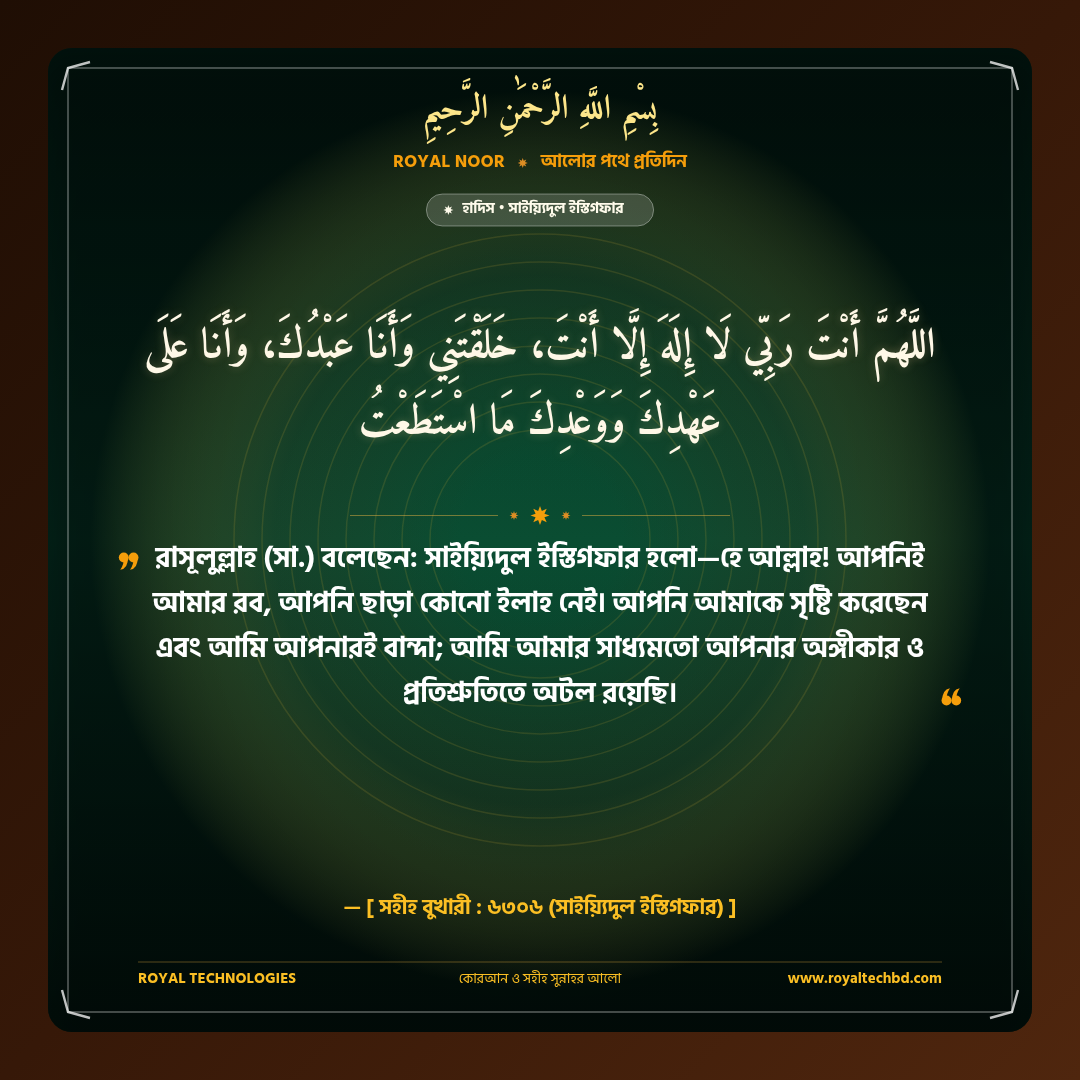 بِسْمِ اللَّهِ الرَّحْمَٰنِ الرَّحِيمِ
ROYAL NOOR ✸ আলোর পথে প্রতিদিন
✸ হাদিস • সাইয়্যিদুল ইস্তিগফার
اللَّهُمَّ أَنْتَ رَبِّي لَا إِلَهَ إِلَّا أَنْتَ، خَلَقْتَنِي وَأَنَا عَبْدُكَ، وَأَنَا عَلَى
عَهْدِكَ وَوَعْدِكَ مَا اسْتَطَعْتُ
❞ রাসূলুল্লাহ (সা.) বলেছেন: সাইয়্যিদুল ইস্তিগফার হলো—হে আল্লাহ! আপনিই
আমার রব, আপনি ছাড়া কোনো ইলাহ নেই। আপনি আমাকে সৃষ্টি করেছেন
এবং আমি আপনারই বান্দা; আমি আমার সাধ্যমতো আপনার অঙ্গীকার ও
প্রতিশ্রুতিতে অটল রয়েছি। ❝
— [ সহীহ বুখারী : ৬৩০৬ (সাইয়্যিদুল ইস্তিগফার) ]
ROYAL TECHNOLOGIES কোরআন ও সহীহ সুন্নাহর আলো www.royaltechbd.com